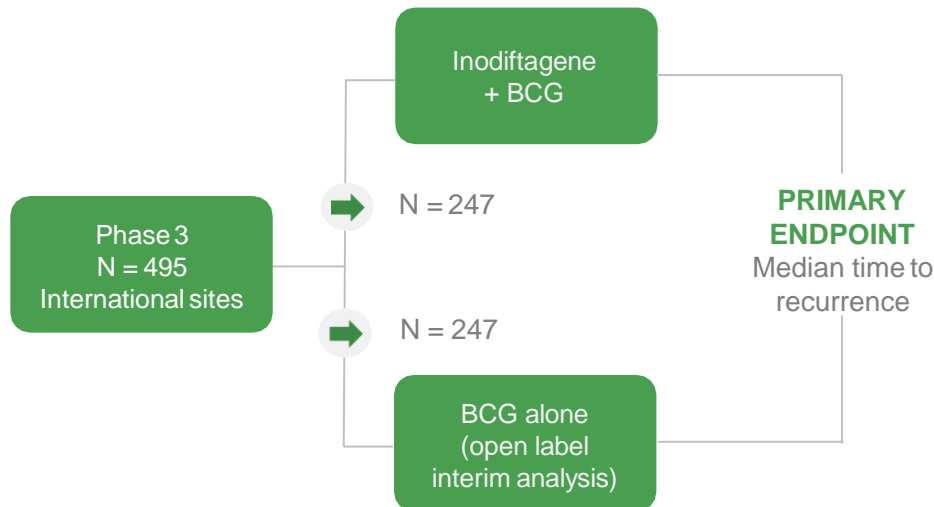 Inodiftagene
+ BCG
N = 247
Phase 3
N = 495
International sites
PRIMARY
ENDPOINT
Median time to
recurrence
N = 247
BCG alone
(open label
interim analysis)